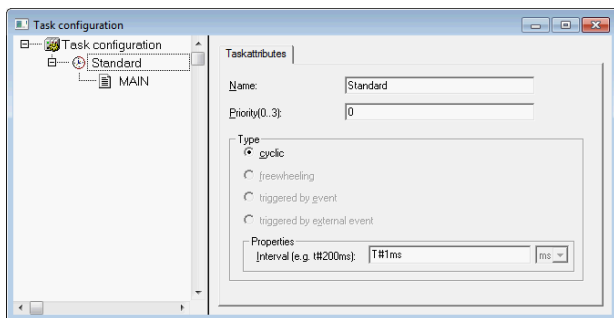 Task configuration
Task configuration
Standard
MAIN
Taskattributes
Name: Standard
Priority(0..3): 0
Type
cyclic
freewheeling
triggered by event
triggered by external event
Properties
Interval (e.g. t#200ms): T#1ms ms